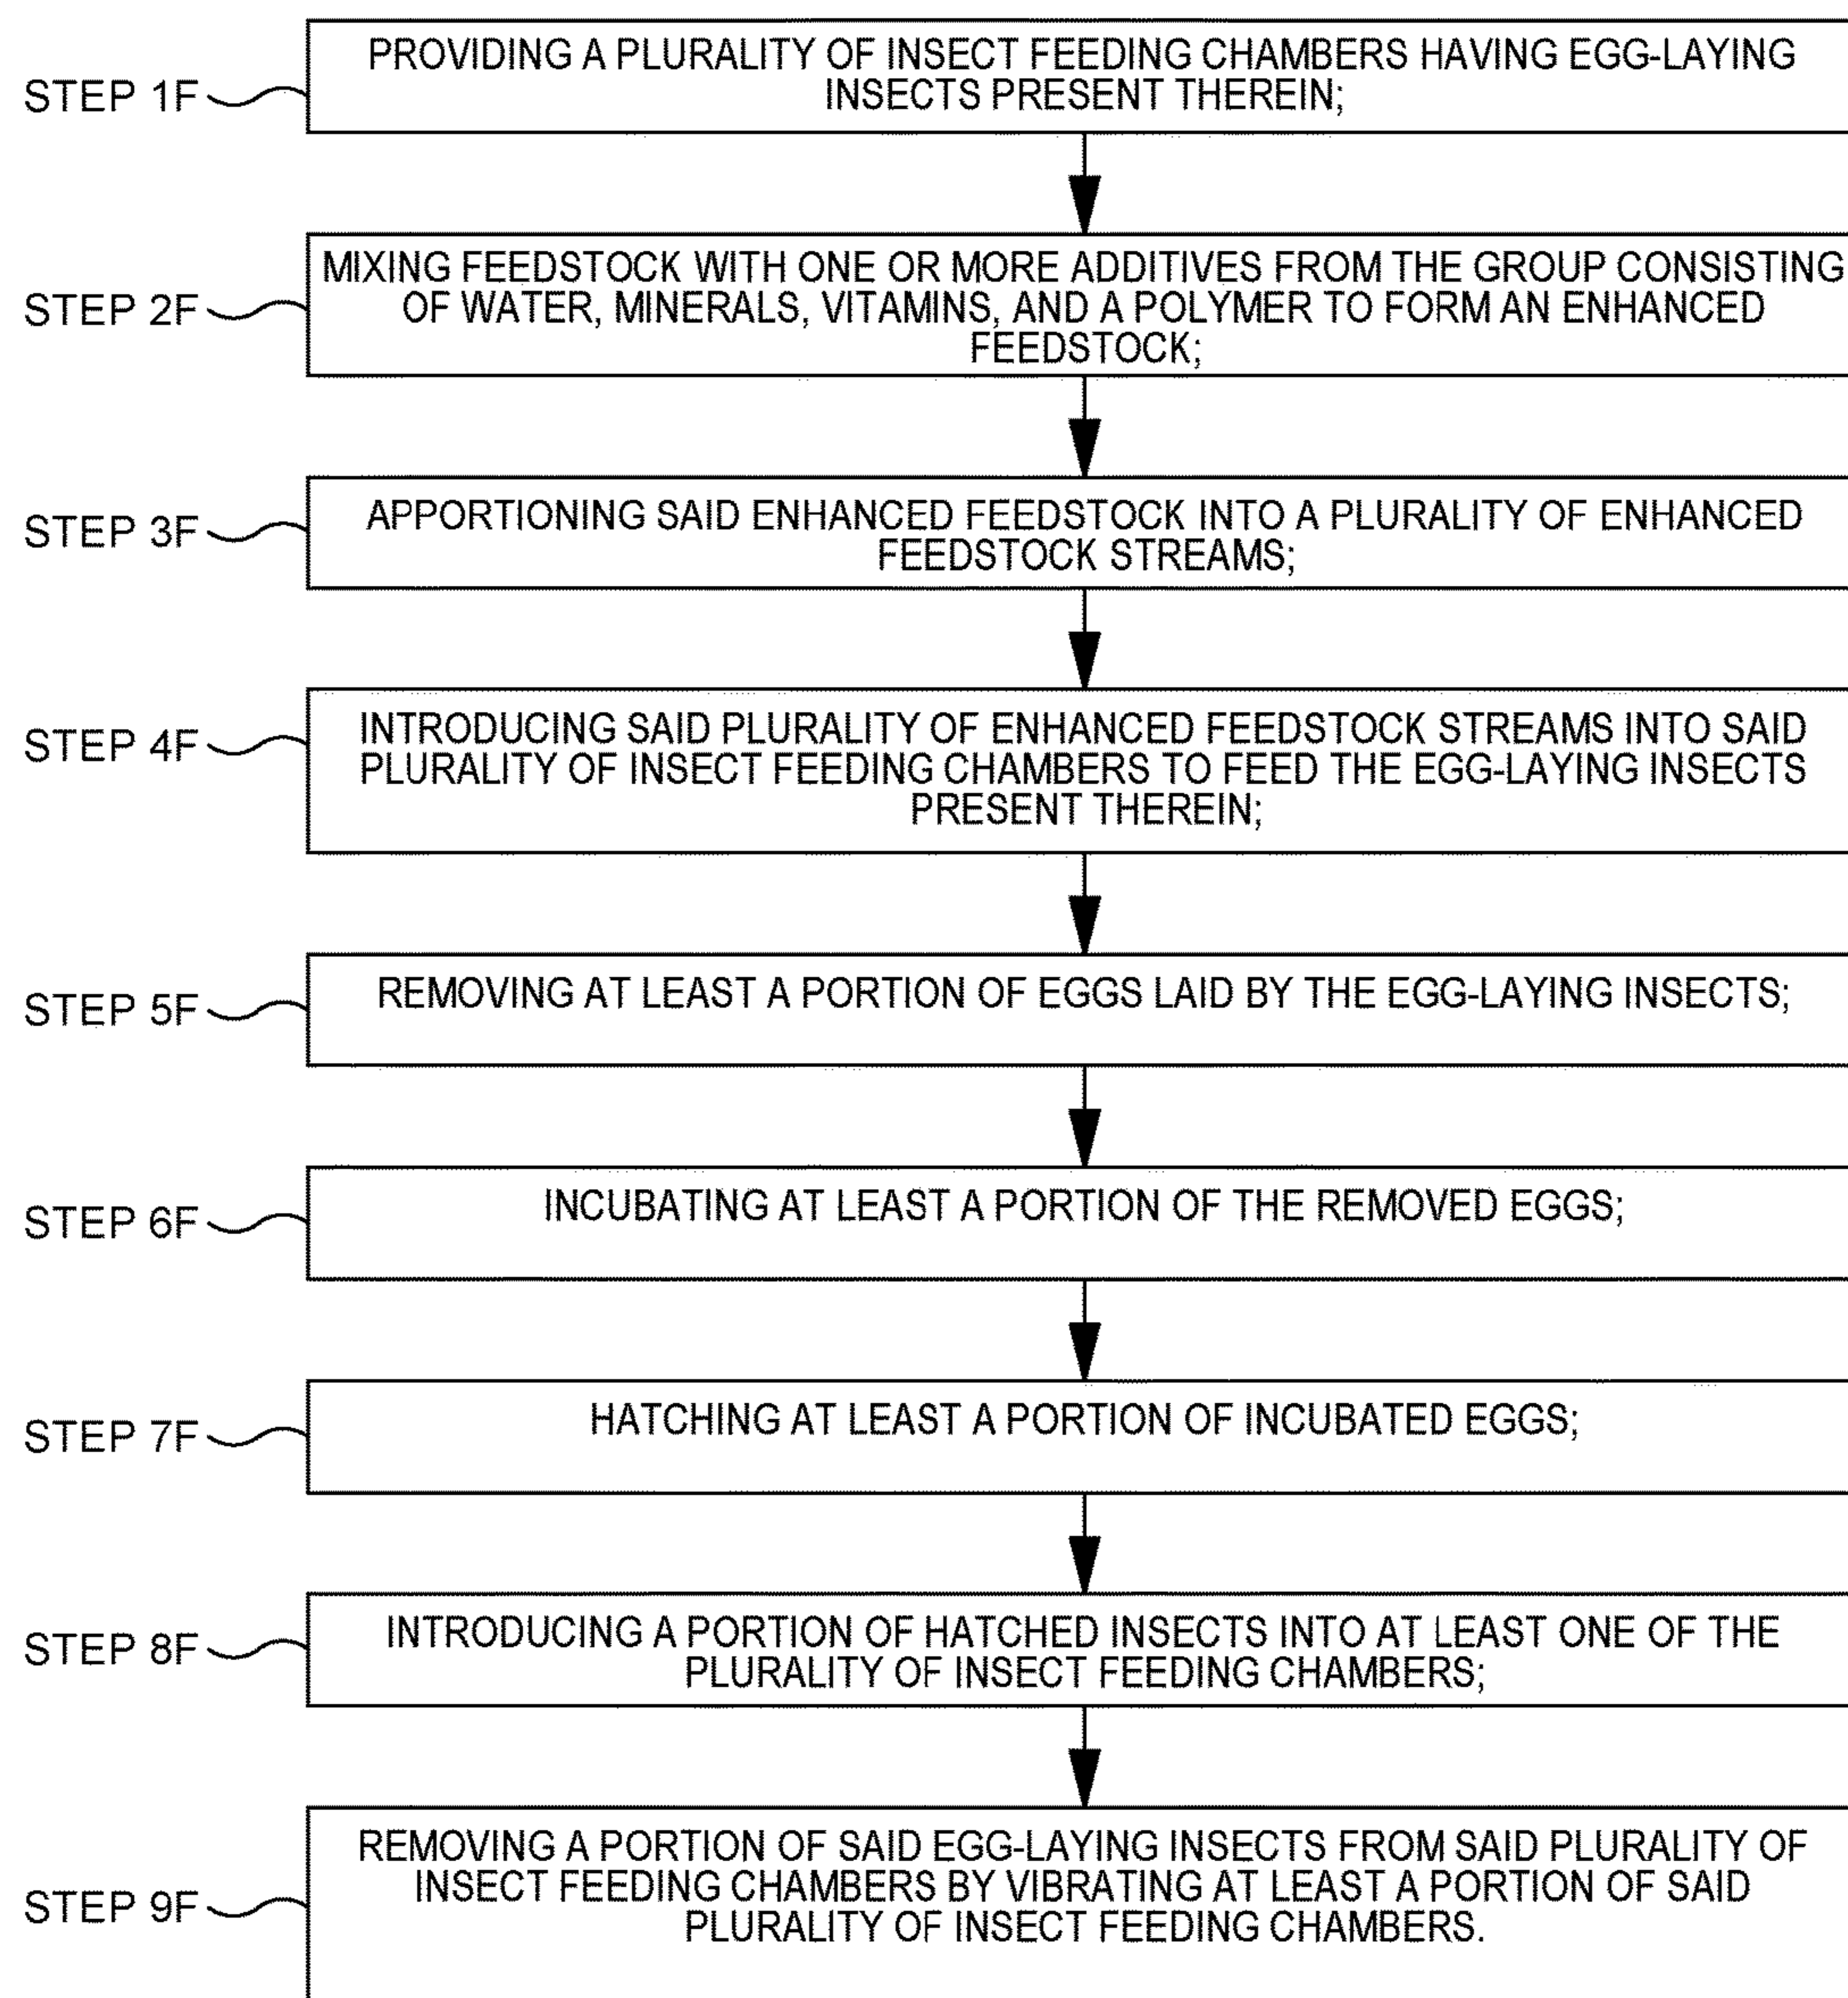 STEP 1F
PROVIDING A PLURALITY OF INSECT FEEDING CHAMBERS HAVING EGG-LAYING
INSECTS PRESENT THEREIN;
STEP 2F
MIXING FEEDSTOCK WITH ONE OR MORE ADDITIVES FROM THE GROUP CONSISTING
OF WATER, MINERALS, VITAMINS, AND A POLYMER TO FORM AN ENHANCED
FEEDSTOCK;
STEP 3F
APPORTIONING SAID ENHANCED FEEDSTOCK INTO A PLURALITY OF ENHANCED
FEEDSTOCK STREAMS;
STEP 4F
INTRODUCING SAID PLURALITY OF ENHANCED FEEDSTOCK STREAMS INTO SAID
PLURALITY OF INSECT FEEDING CHAMBERS TO FEED THE EGG-LAYING INSECTS
PRESENT THEREIN;
STEP 5F
REMOVING AT LEAST A PORTION OF EGGS LAID BY THE EGG-LAYING INSECTS;
STEP 6F
INCUBATING AT LEAST A PORTION OF THE REMOVED EGGS;
STEP 7F
HATCHING AT LEAST A PORTION OF INCUBATED EGGS;
STEP 8F
INTRODUCING A PORTION OF HATCHED INSECTS INTO AT LEAST ONE OF THE
PLURALITY OF INSECT FEEDING CHAMBERS;
STEP 9F
REMOVING A PORTION OF SAID EGG-LAYING INSECTS FROM SAID PLURALITY OF
INSECT FEEDING CHAMBERS BY VIBRATING AT LEAST A PORTION OF SAID
PLURALITY OF INSECT FEEDING CHAMBERS.